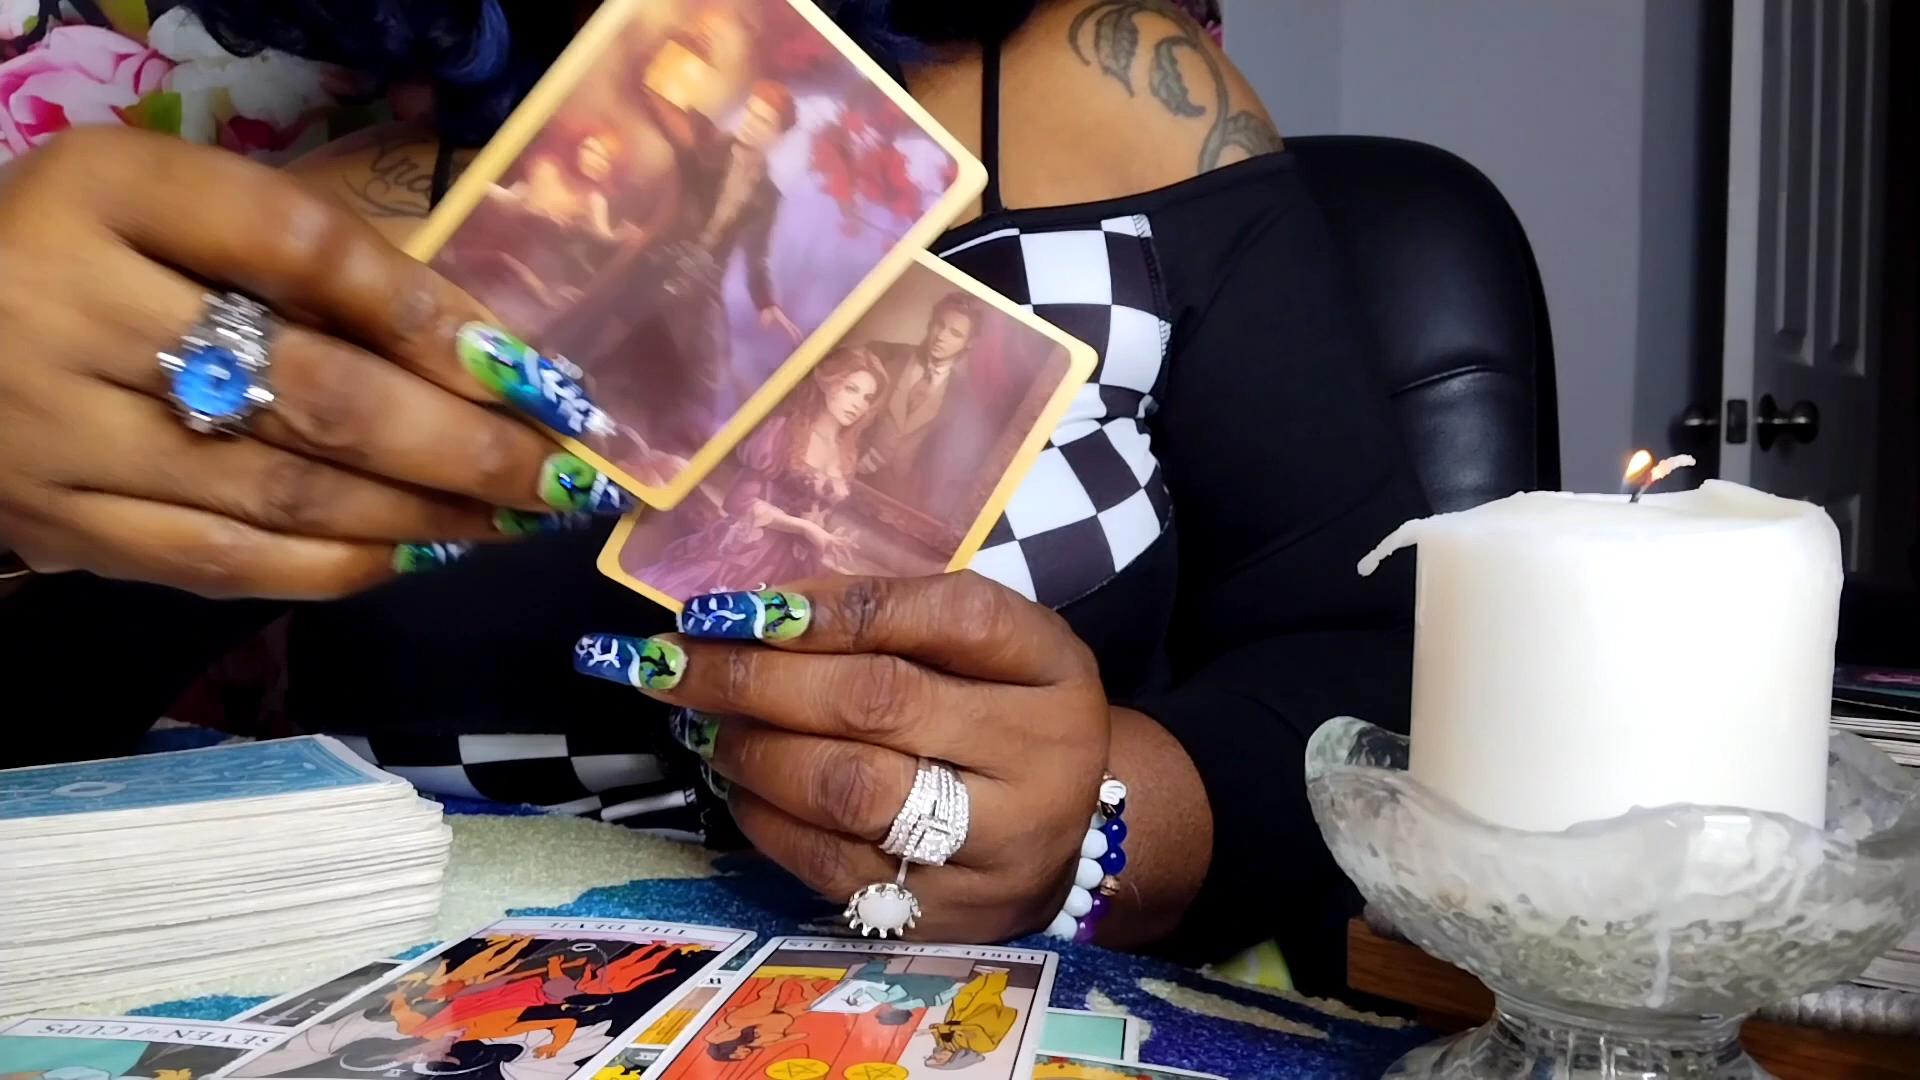 THE DEVIL
THREE of PENTACLES
SEVEN of CUPS